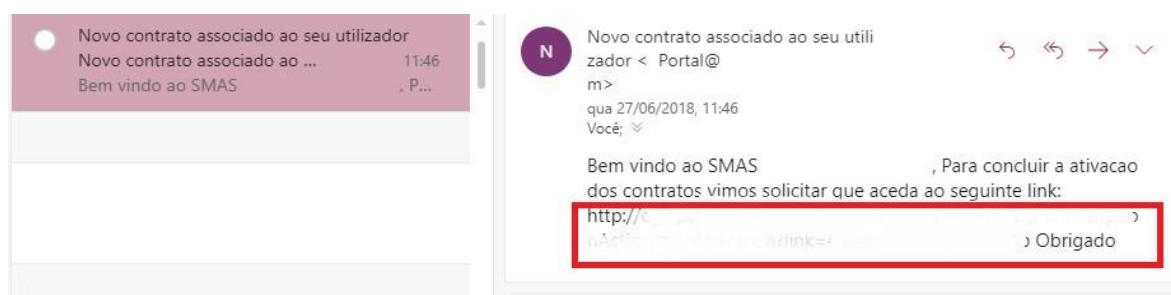 Novo contrato associado ao seu utilizador
Novo contrato associado ao ... 11:46
Bem vindo ao SMAS , P...
N
Novo contrato associado ao seu utili
zador < Portal@
m>
qua 27/06/2018, 11:46
Você;
Bem vindo ao SMAS , Para concluir a ativacao
dos contratos vimos solicitar que aceda ao seguinte link:
http://
link= Obrigado